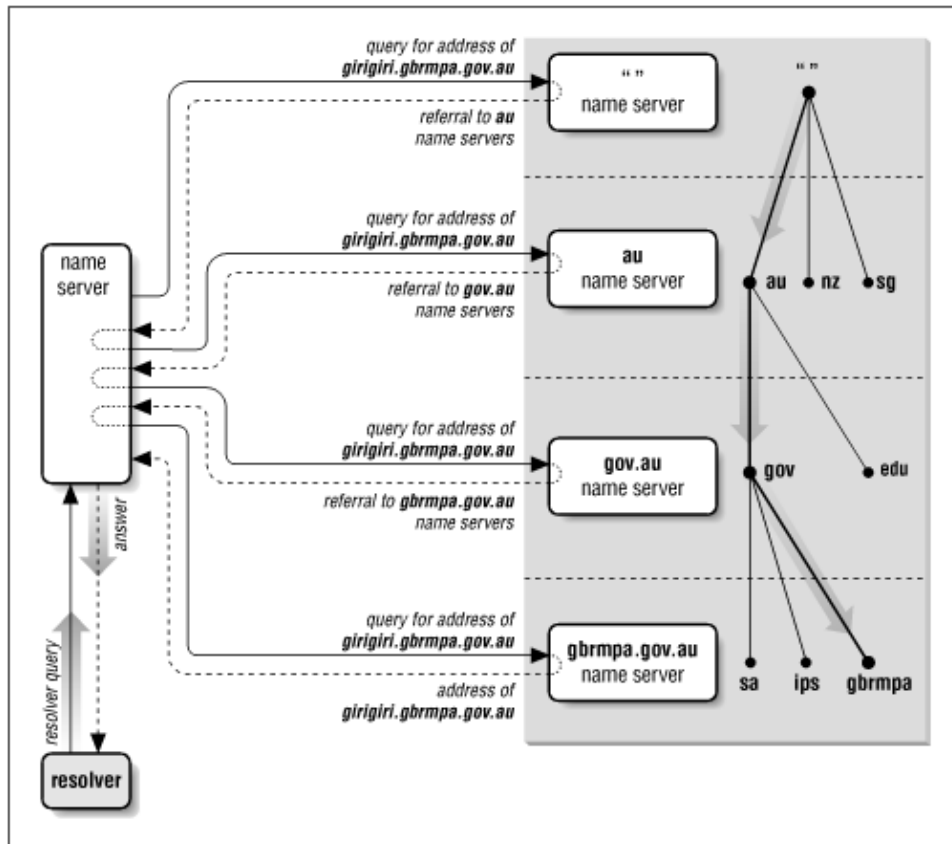 query for address of
girigiri.gbrmpa.gov.au
“ ”
name server
“ ”
referral to au
name servers
query for address of
girigiri.gbrmpa.gov.au
name
server
au
name server
au
nz
sg
referral to gov.au
name servers
query for address of
girigiri.gbrmpa.gov.au
gov.au
name server
gov
edu
referral to gbrmpa.gov.au
name servers
answer
query for address of
girigiri.gbrmpa.gov.au
gbrmpa.gov.au
name server
sa
ips
gbrmpa
address of
girigiri.gbrmpa.gov.au
resolver query
resolver